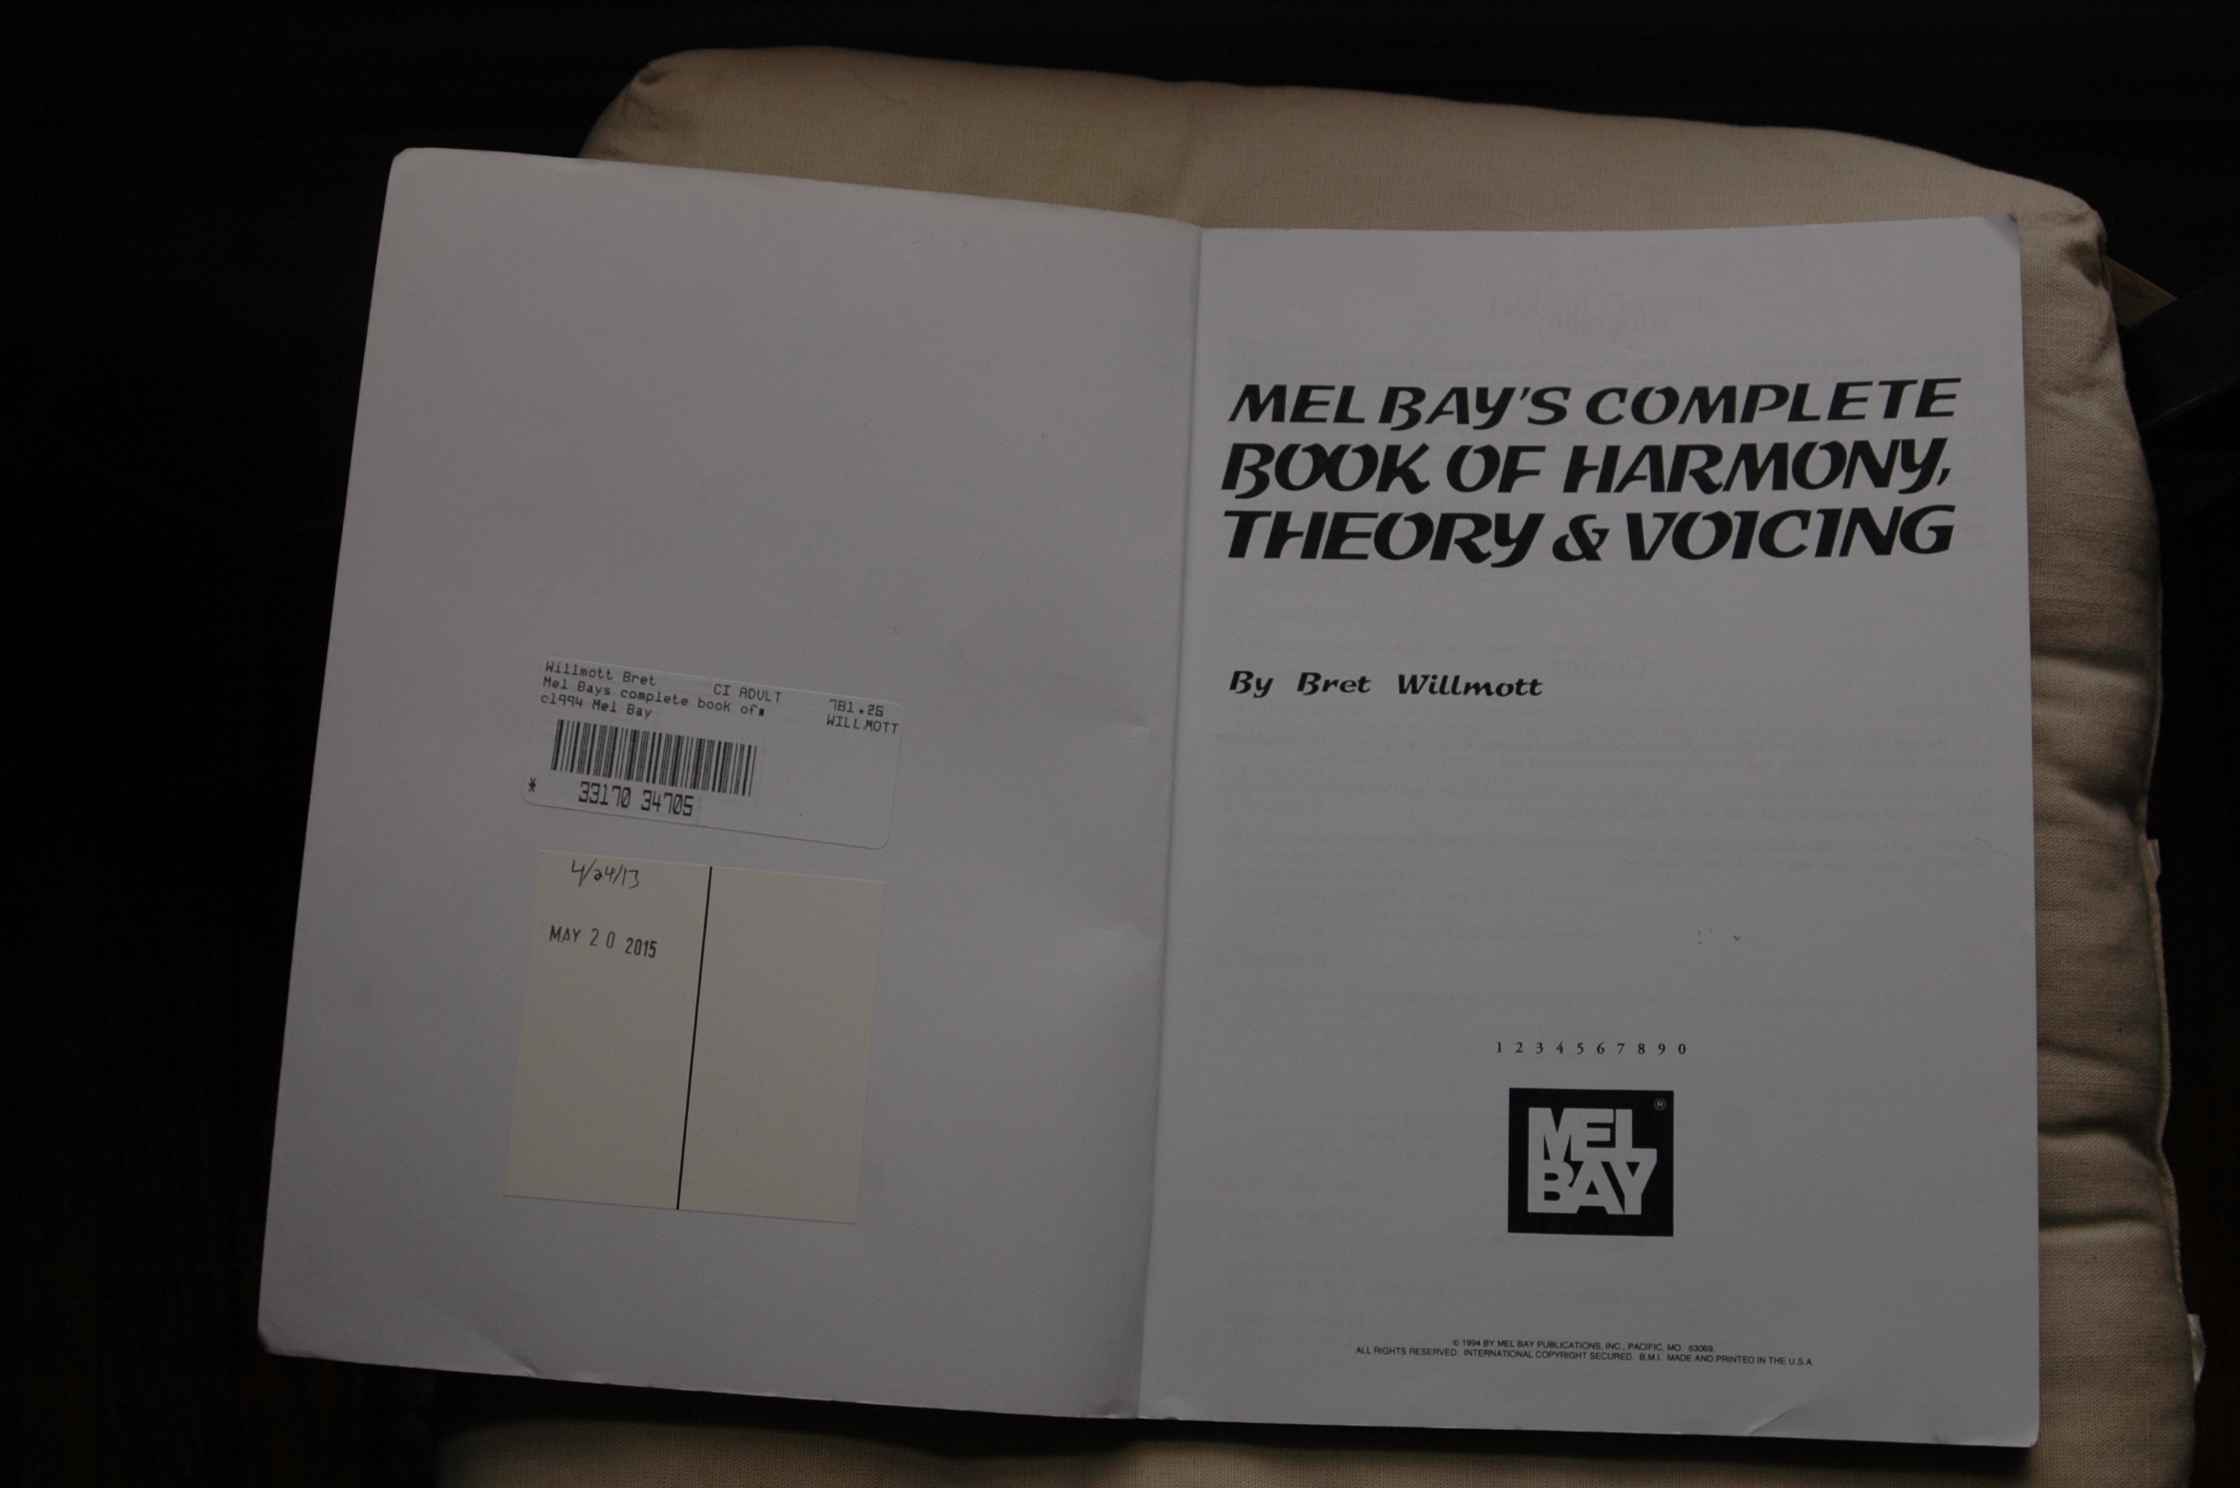 Willmott Bret CI ADULT 781.25
Mel Bays complete book of WILLMOTT
c1994 Mel Bay
* 33170 34705
4/24/13
MAY 20 2015
MEL BAY'S COMPLETE
BOOK OF HARMONY,
THEORY & VOICING
By Bret Willmott
1 2 3 4 5 6 7 8 9 0
MEL
BAY ®
© 1994 BY MEL BAY PUBLICATIONS, INC., PACIFIC, MO. 63069.
ALL RIGHTS RESERVED. INTERNATIONAL COPYRIGHT SECURED. B.M.I. MADE AND PRINTED IN THE U.S.A.